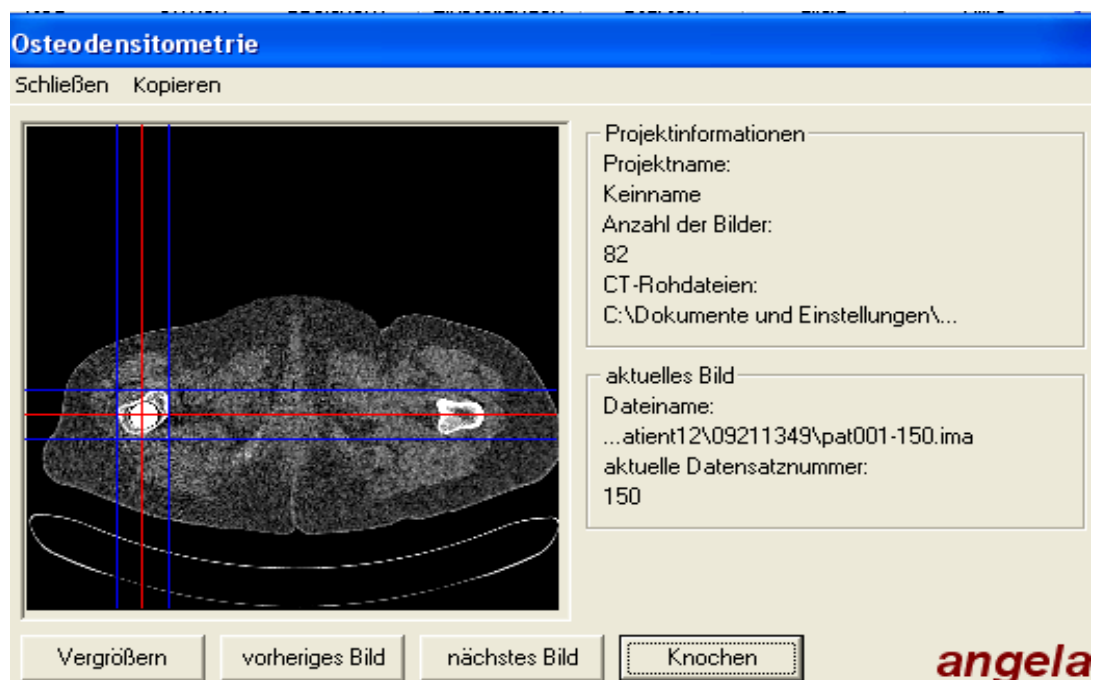 Osteodensitometrie
Schließen Kopieren
Projektinformationen
Projektname:
Keinname
Anzahl der Bilder:
82
CT-Rohdateien:
C:\Dokumente und Einstellungen\...
aktuelles Bild
Dateiname:
...atient12\09211349\pat001-150.ima
aktuelle Datensatznummer:
150
Vergrößern vorheriges Bild nächstes Bild Knochen
angela